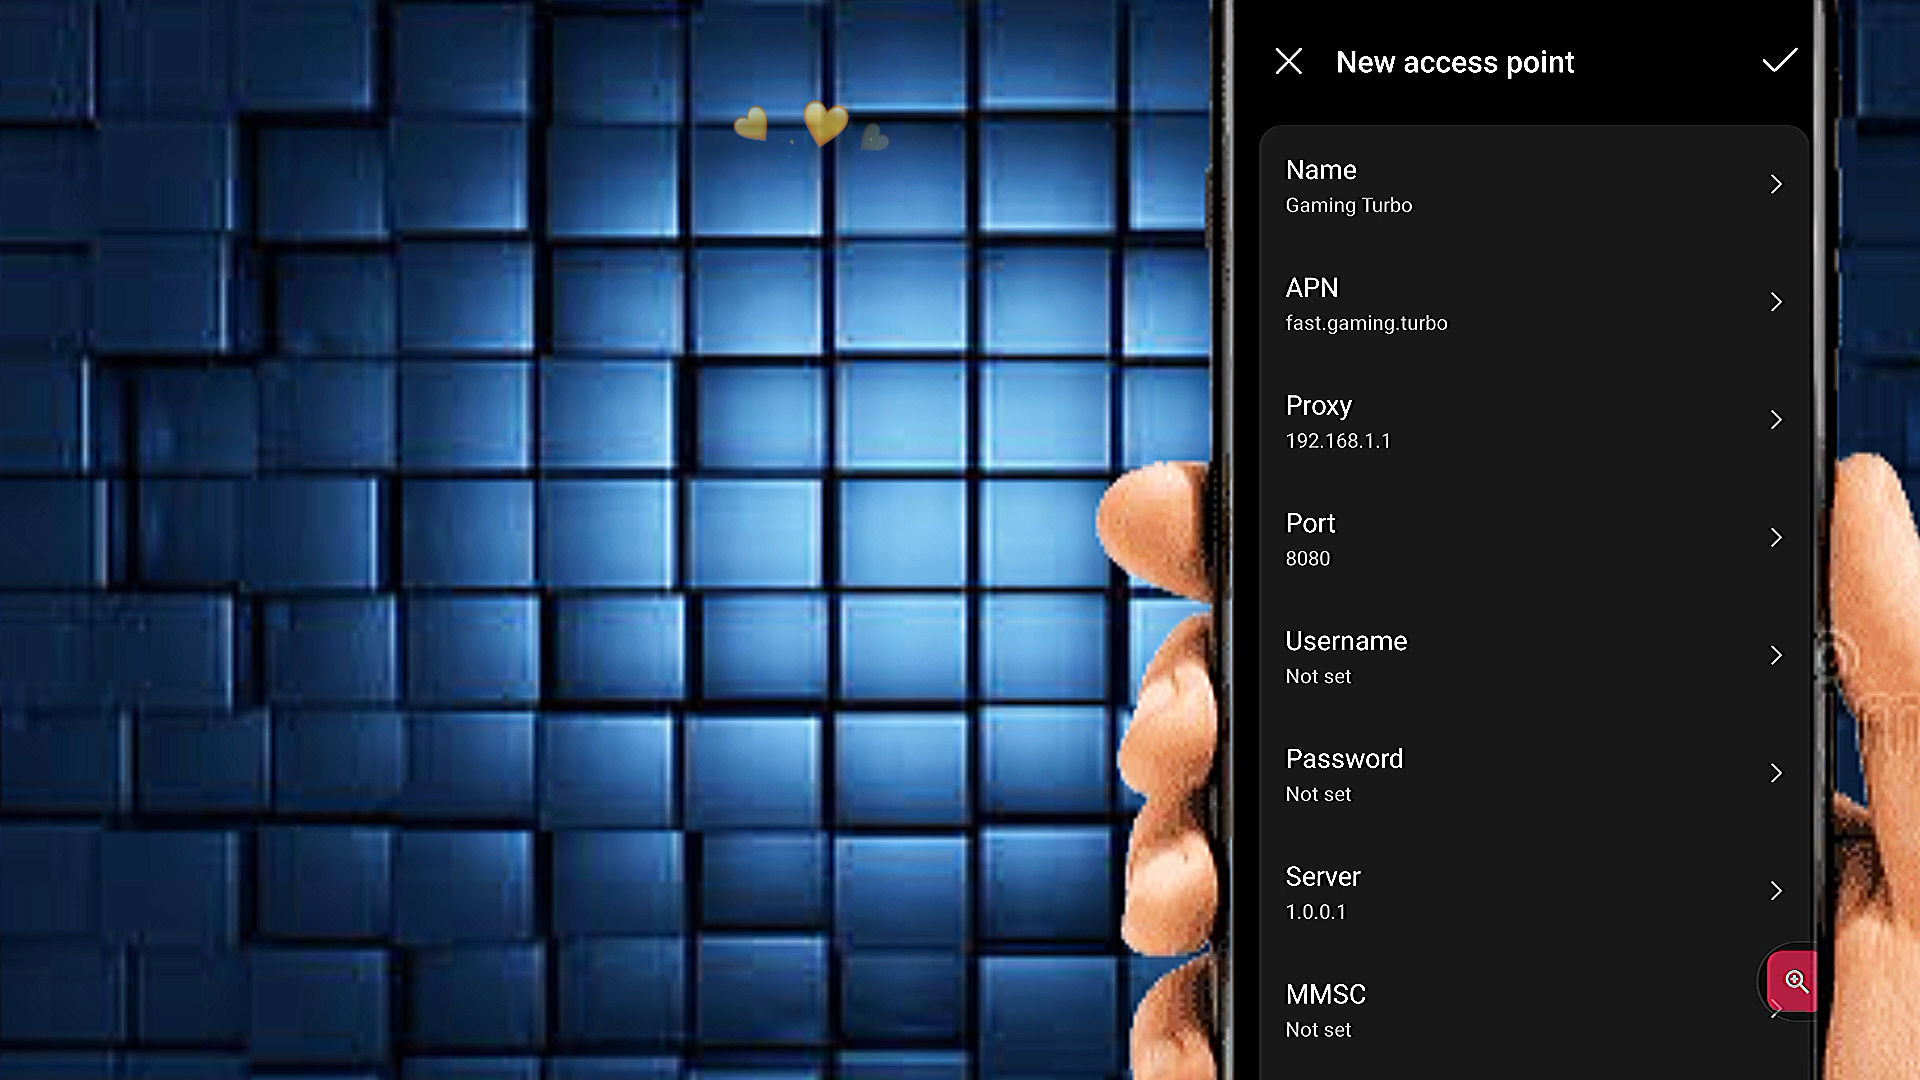 New access point
Name
Gaming Turbo
APN
fast.gaming.turbo
Proxy
192.168.1.1
Port
8080
Username
Not set
Password
Not set
Server
1.0.0.1
MMSC
Not set